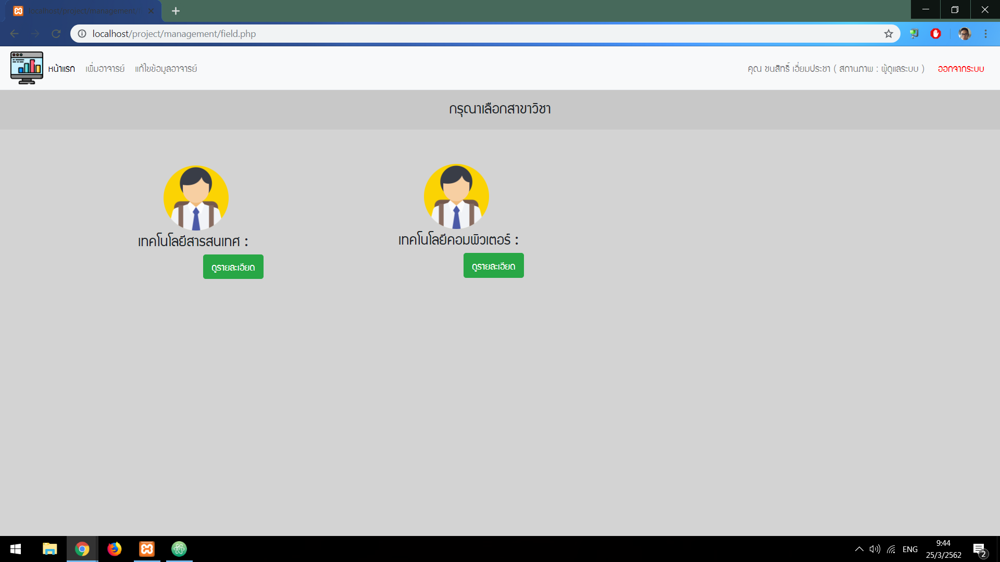 localhost/project/management/
localhost/project/management/field.php
หน้าแรก เพิ่มอาจารย์ แก้ไขข้อมูลอาจารย์ คุณ ชนสิทธิ์ เอี่ยมประชา ( สถานภาพ : ผู้ดูแลระบบ ) ออกจากระบบ
กรุณาเลือกสาขาวิชา
เทคโนโลยีสารสนเทศ :
ดูรายละเอียด
เทคโนโลยีคอมพิวเตอร์ :
ดูรายละเอียด
ENG
9:44
25/3/2562
2